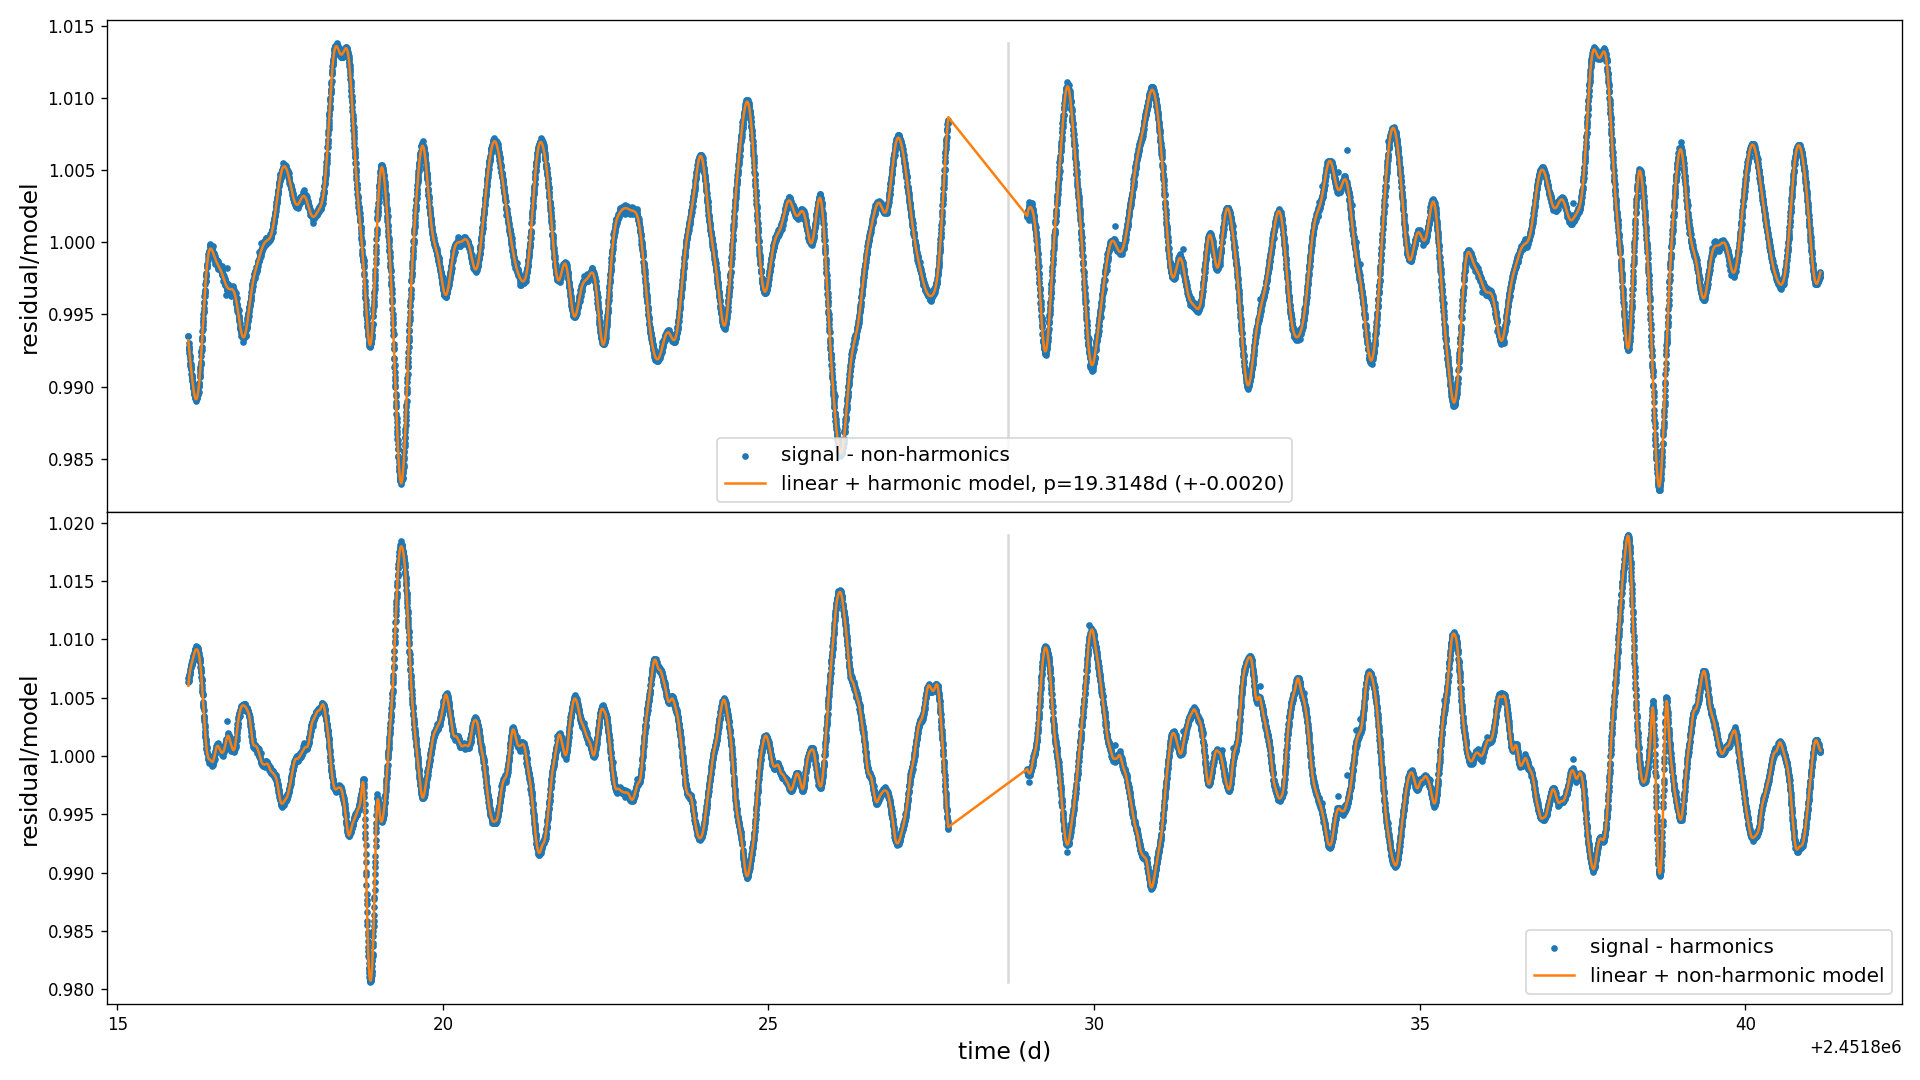 1.015
1.010
1.005
1.000
0.995
0.990
0.985
residual/model
signal - non-harmonics
linear + harmonic model, p=19.3148d (+-0.0020)
1.020
1.015
1.010
1.005
1.000
0.995
0.990
0.985
0.980
residual/model
signal - harmonics
linear + non-harmonic model
15
20
25
30
35
40
time (d)
+2.4518e6